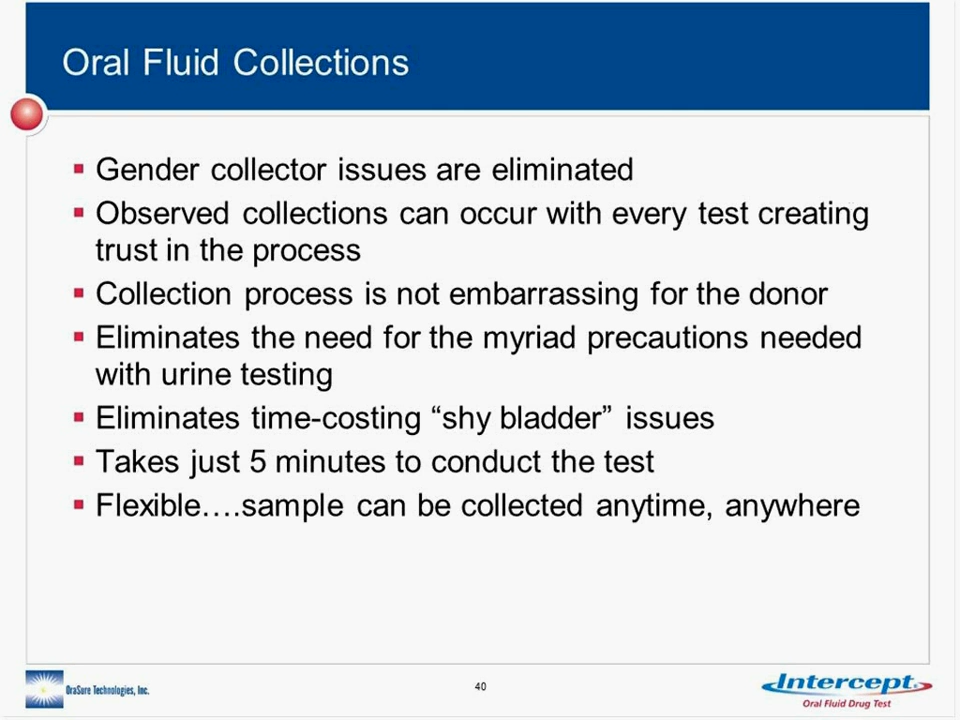 Oral Fluid Collections
▪ Gender collector issues are eliminated
▪ Observed collections can occur with every test creating
trust in the process
▪ Collection process is not embarrassing for the donor
▪ Eliminates the need for the myriad precautions needed
with urine testing
▪ Eliminates time-costing “shy bladder” issues
▪ Takes just 5 minutes to conduct the test
▪ Flexible….sample can be collected anytime, anywhere
OraSure Technologies, Inc.
40
Intercept®
Oral Fluid Drug Test